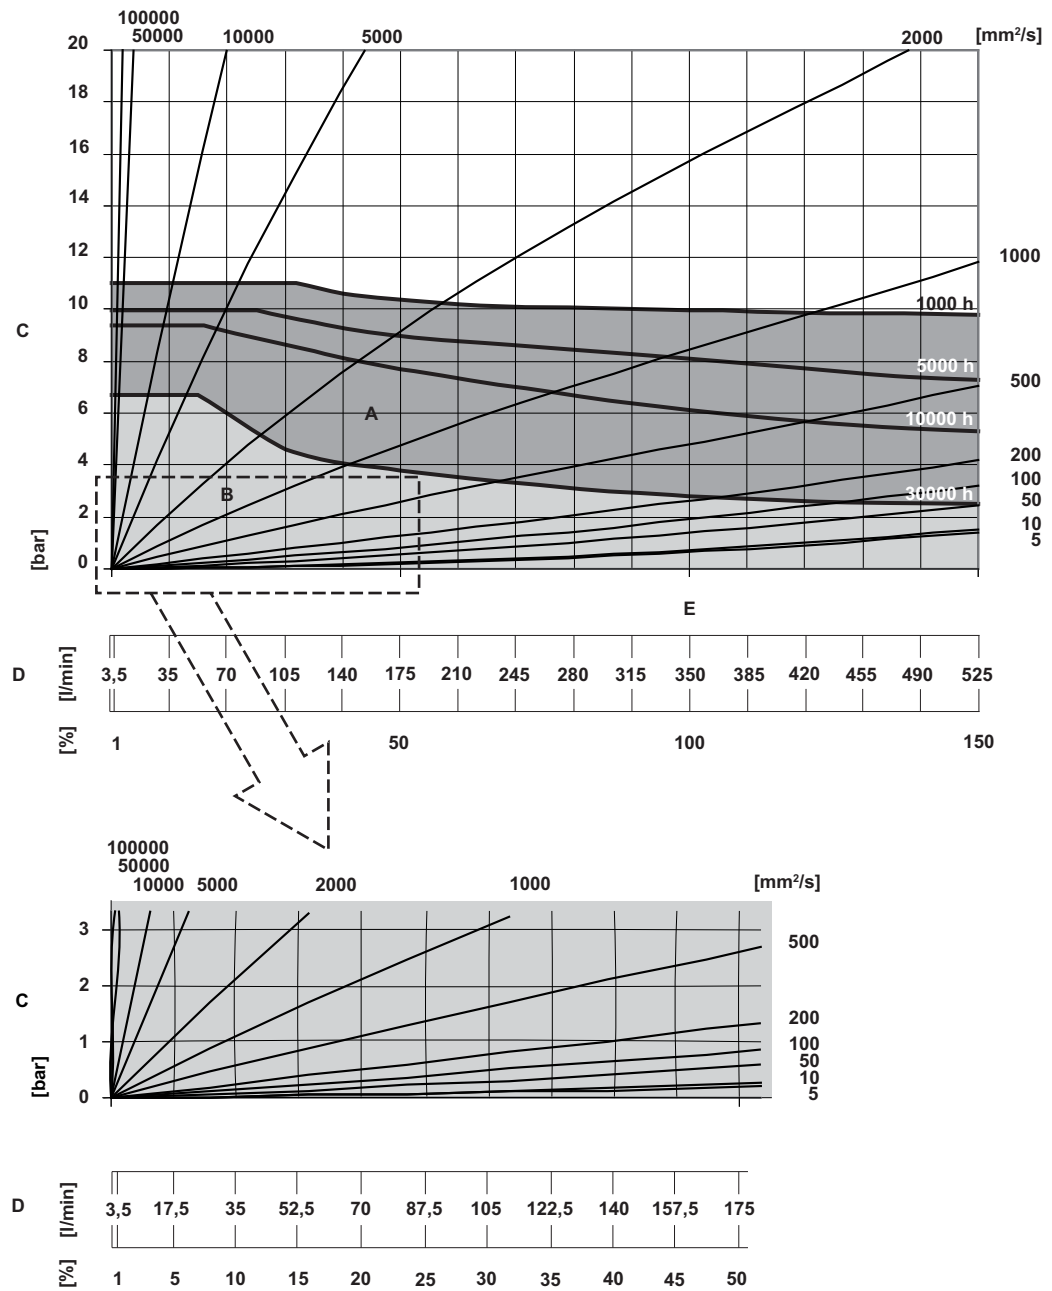 100000
50000 10000 5000 2000 [mm²/s]
20
18
16
14
12
1000
10 1000 h
C
8 5000 h
500
6 A 10000 h
4 200
B 30000 h 100
2 50
10
[bar] 0 5
E
D [l/min] 3,5 35 70 105 140 175 210 245 280 315 350 385 420 455 490 525
[%] 1 50 100 150
100000
50000
10000 5000 2000 1000 [mm²/s]
3 500
2
C
200
1 100
50
[bar] 10
0 5
D [l/min] 3,5 17,5 35 52,5 70 87,5 105 122,5 140 157,5 175
[%] 1 5 10 15 20 25 30 35 40 45 50